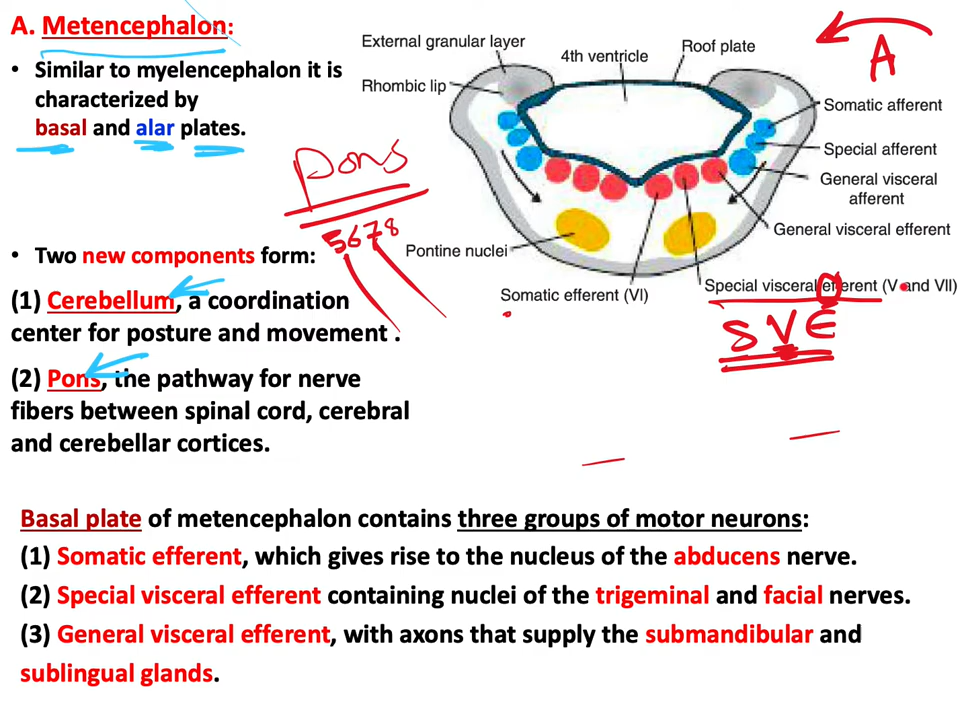 A. Metencephalon:
• Similar to myelencephalon it is
characterized by
basal and alar plates.
External granular layer
Rhombic lip
4th ventricle
Roof plate
A
Somatic afferent
Special afferent
General visceral
afferent
General visceral efferent
Pons
5678
Pontine nuclei
Somatic efferent (VI)
Special visceral efferent (V and VII)
SVE
• Two new components form:
(1) Cerebellum, a coordination
center for posture and movement .
(2) Pons, the pathway for nerve
fibers between spinal cord, cerebral
and cerebellar cortices.
Basal plate of metencephalon contains three groups of motor neurons:
(1) Somatic efferent, which gives rise to the nucleus of the abducens nerve.
(2) Special visceral efferent containing nuclei of the trigeminal and facial nerves.
(3) General visceral efferent, with axons that supply the submandibular and
sublingual glands.